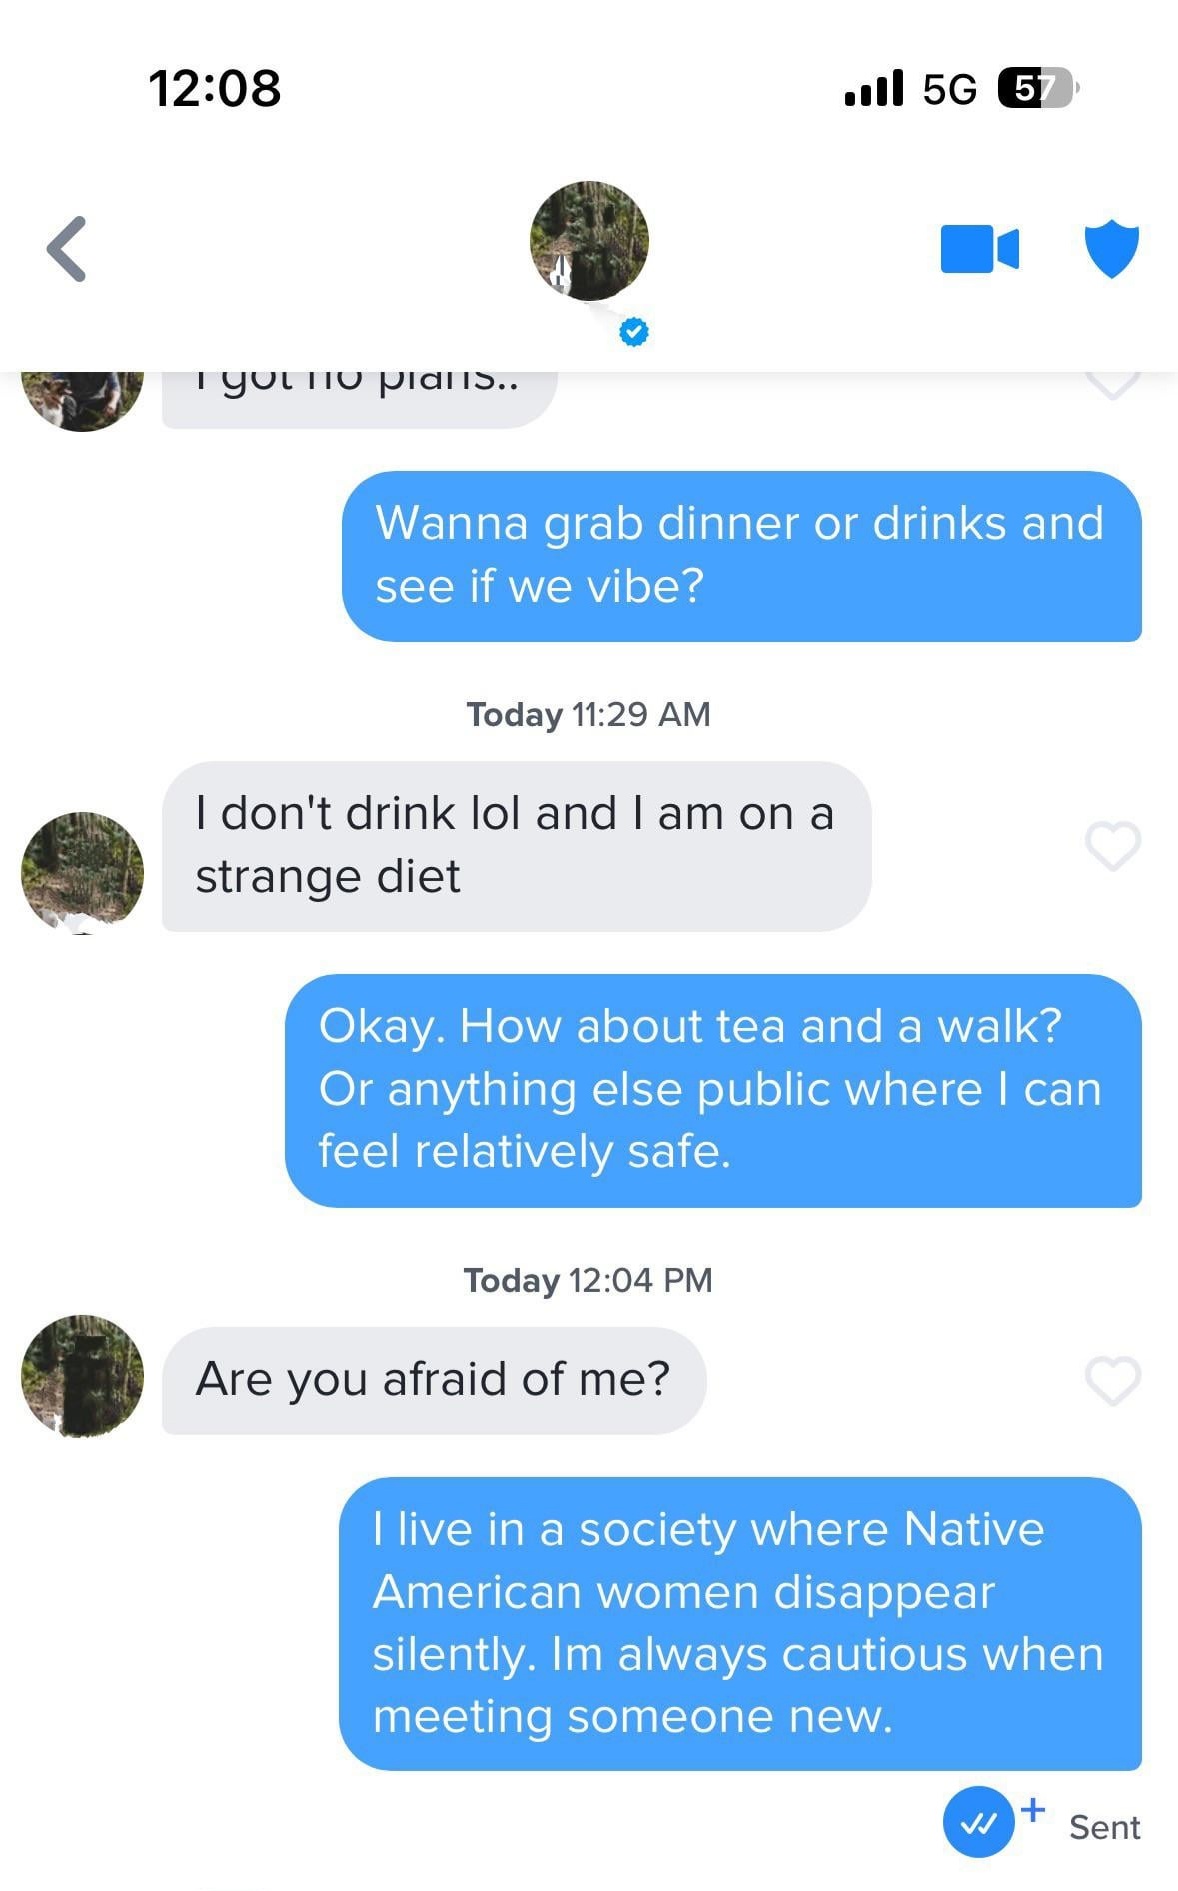 12:08
5G 57
I got no plans..
Wanna grab dinner or drinks and
see if we vibe?
Today 11:29 AM
I don't drink lol and I am on a
strange diet
Okay. How about tea and a walk?
Or anything else public where I can
feel relatively safe.
Today 12:04 PM
Are you afraid of me?
I live in a society where Native
American women disappear
silently. Im always cautious when
meeting someone new.
Sent